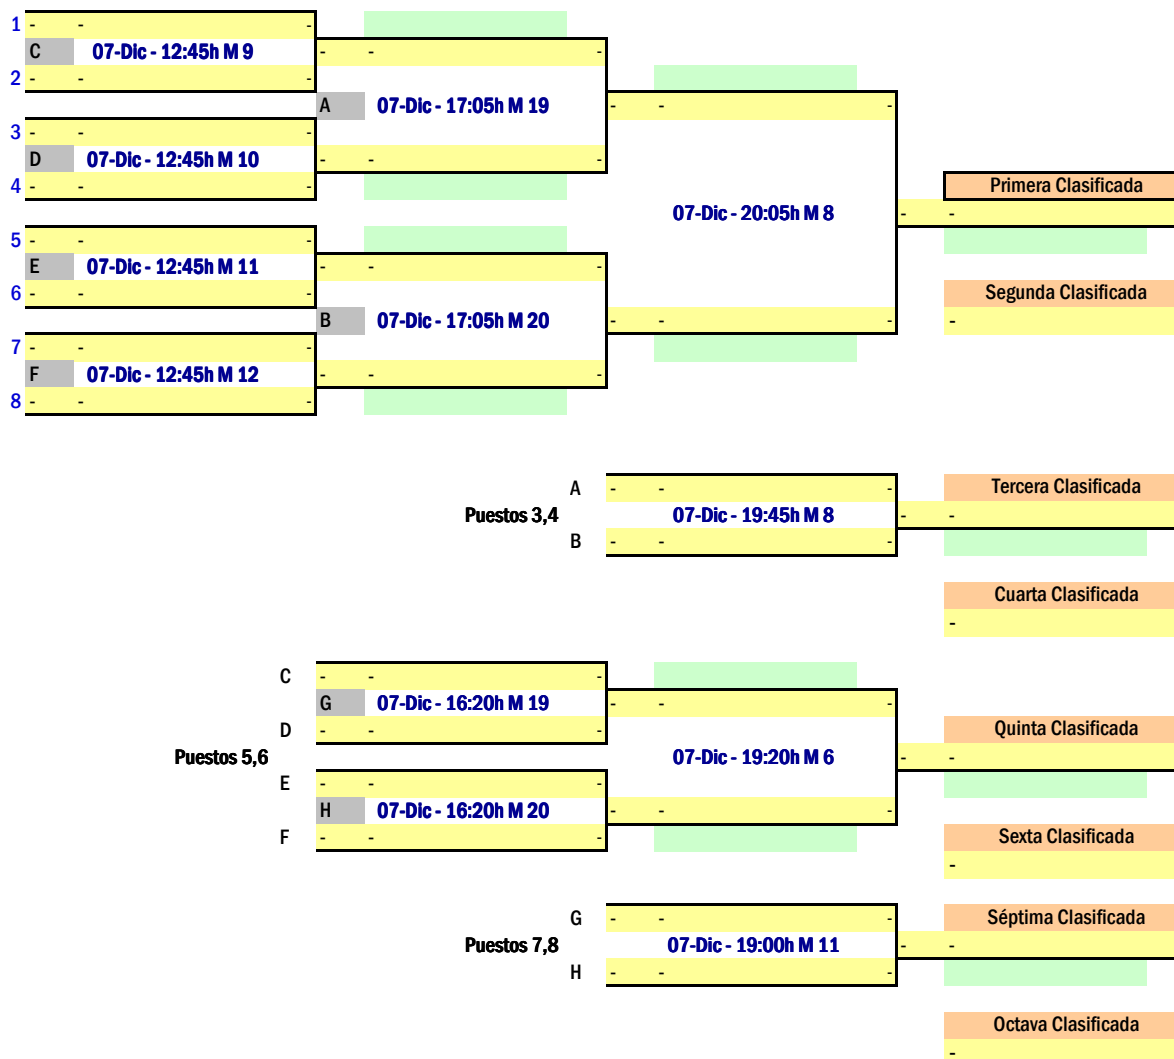 1 - - -
C 07-Dic - 12:45h M 9 - - -
2 - - -
A 07-Dic - 17:05h M 19 - - -
3 - - -
D 07-Dic - 12:45h M 10 - - -
4 - - - Primera Clasificada
07-Dic - 20:05h M 8 - -
5 - - -
E 07-Dic - 12:45h M 11 - - -
6 - - - Segunda Clasificada
B 07-Dic - 17:05h M 20 - - - -
7 - - -
F 07-Dic - 12:45h M 12 - - -
8 - - -
A - - - Tercera Clasificada
Puestos 3,4 07-Dic - 19:45h M 8 - -
B - - -
Cuarta Clasificada
-
C - - -
G 07-Dic - 16:20h M 19 - - -
D - - - Quinta Clasificada
Puestos 5,6 07-Dic - 19:20h M 6 - -
E - - -
H 07-Dic - 16:20h M 20 - - -
F - - - Sexta Clasificada
-
G - - - Séptima Clasificada
Puestos 7,8 07-Dic - 19:00h M 11 - -
H - - -
Octava Clasificada
-